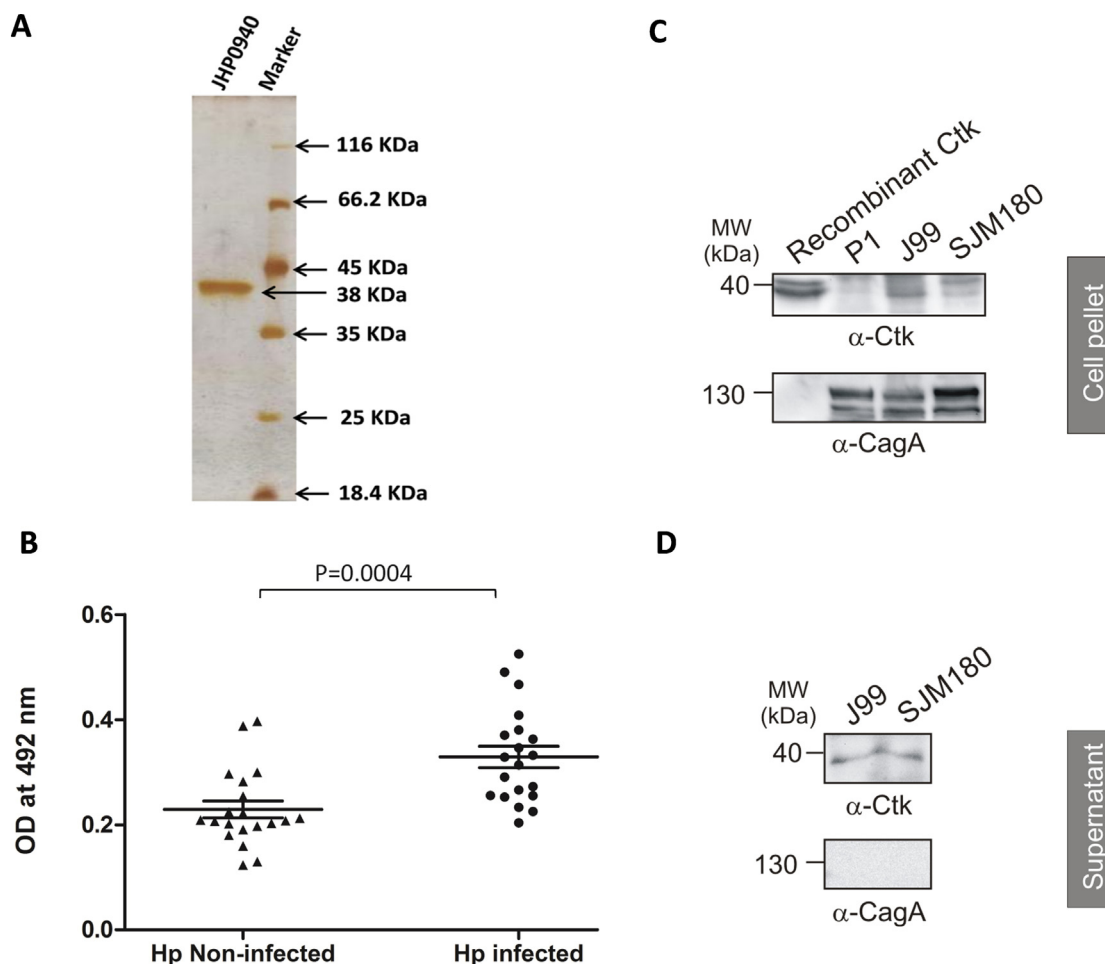 A
JHP0940
Marker
116 KDa
66.2 KDa
45 KDa
38 KDa
35 KDa
25 KDa
18.4 KDa
B
P=0.0004
OD at 492 nm
0.6
0.4
0.2
0.0
Hp Non-infected
Hp infected
C
MW
(kDa)
Recombinant Ctk
P1
J99
SJM180
40
α-Ctk
130
α-CagA
Cell pellet
D
MW
(kDa)
J99
SJM180
40
α-Ctk
130
α-CagA
Supernatant